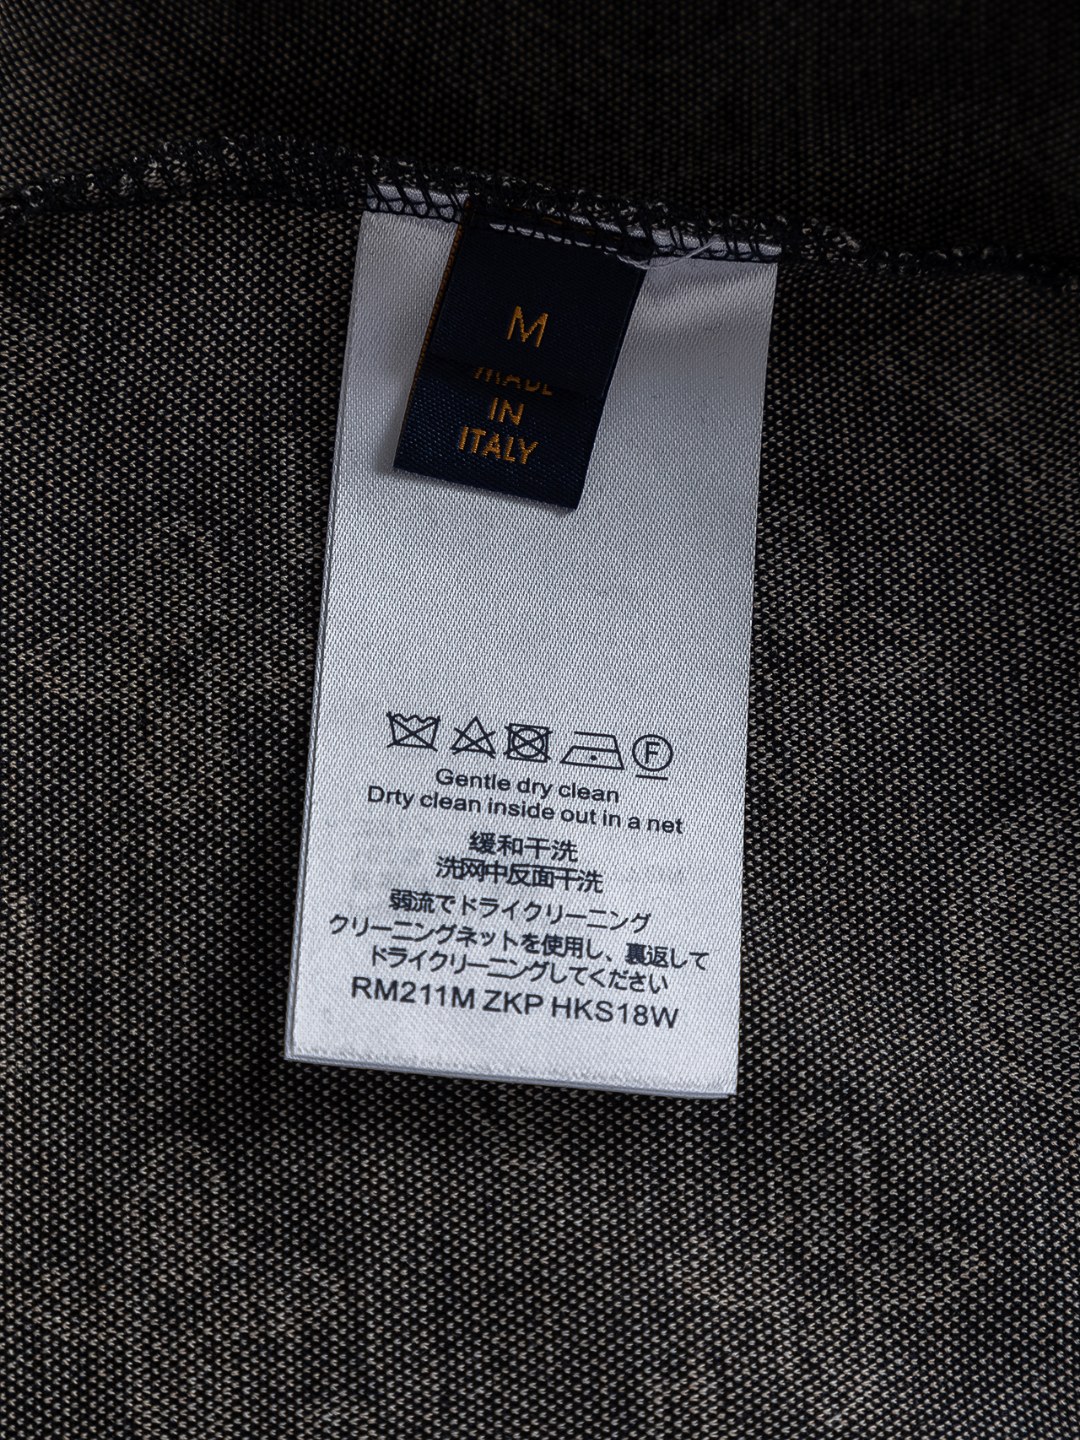 M
MADE
IN
ITALY
F
Gentle dry clean
Drty clean inside out in a net
缓和干洗
洗网中反面干洗
弱流でドライクリーニング
クリーニングネットを使用し、裏返して
ドライクリーニングしてください
RM211M ZKP HKS18W